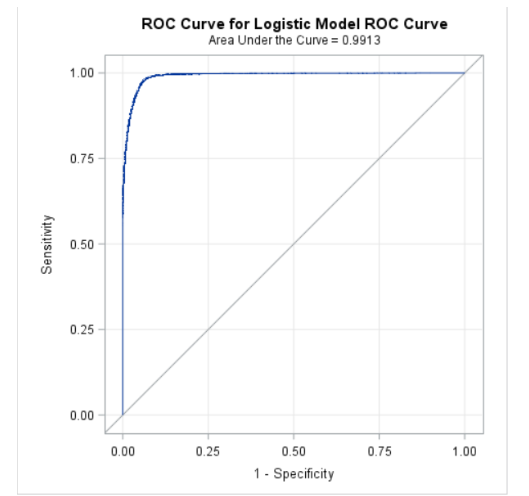 ROC Curve for Logistic Model ROC Curve
Area Under the Curve = 0.9913
1.00
0.75
0.50
0.25
0.00
Sensitivity
0.00 0.25 0.50 0.75 1.00
1 - Specificity